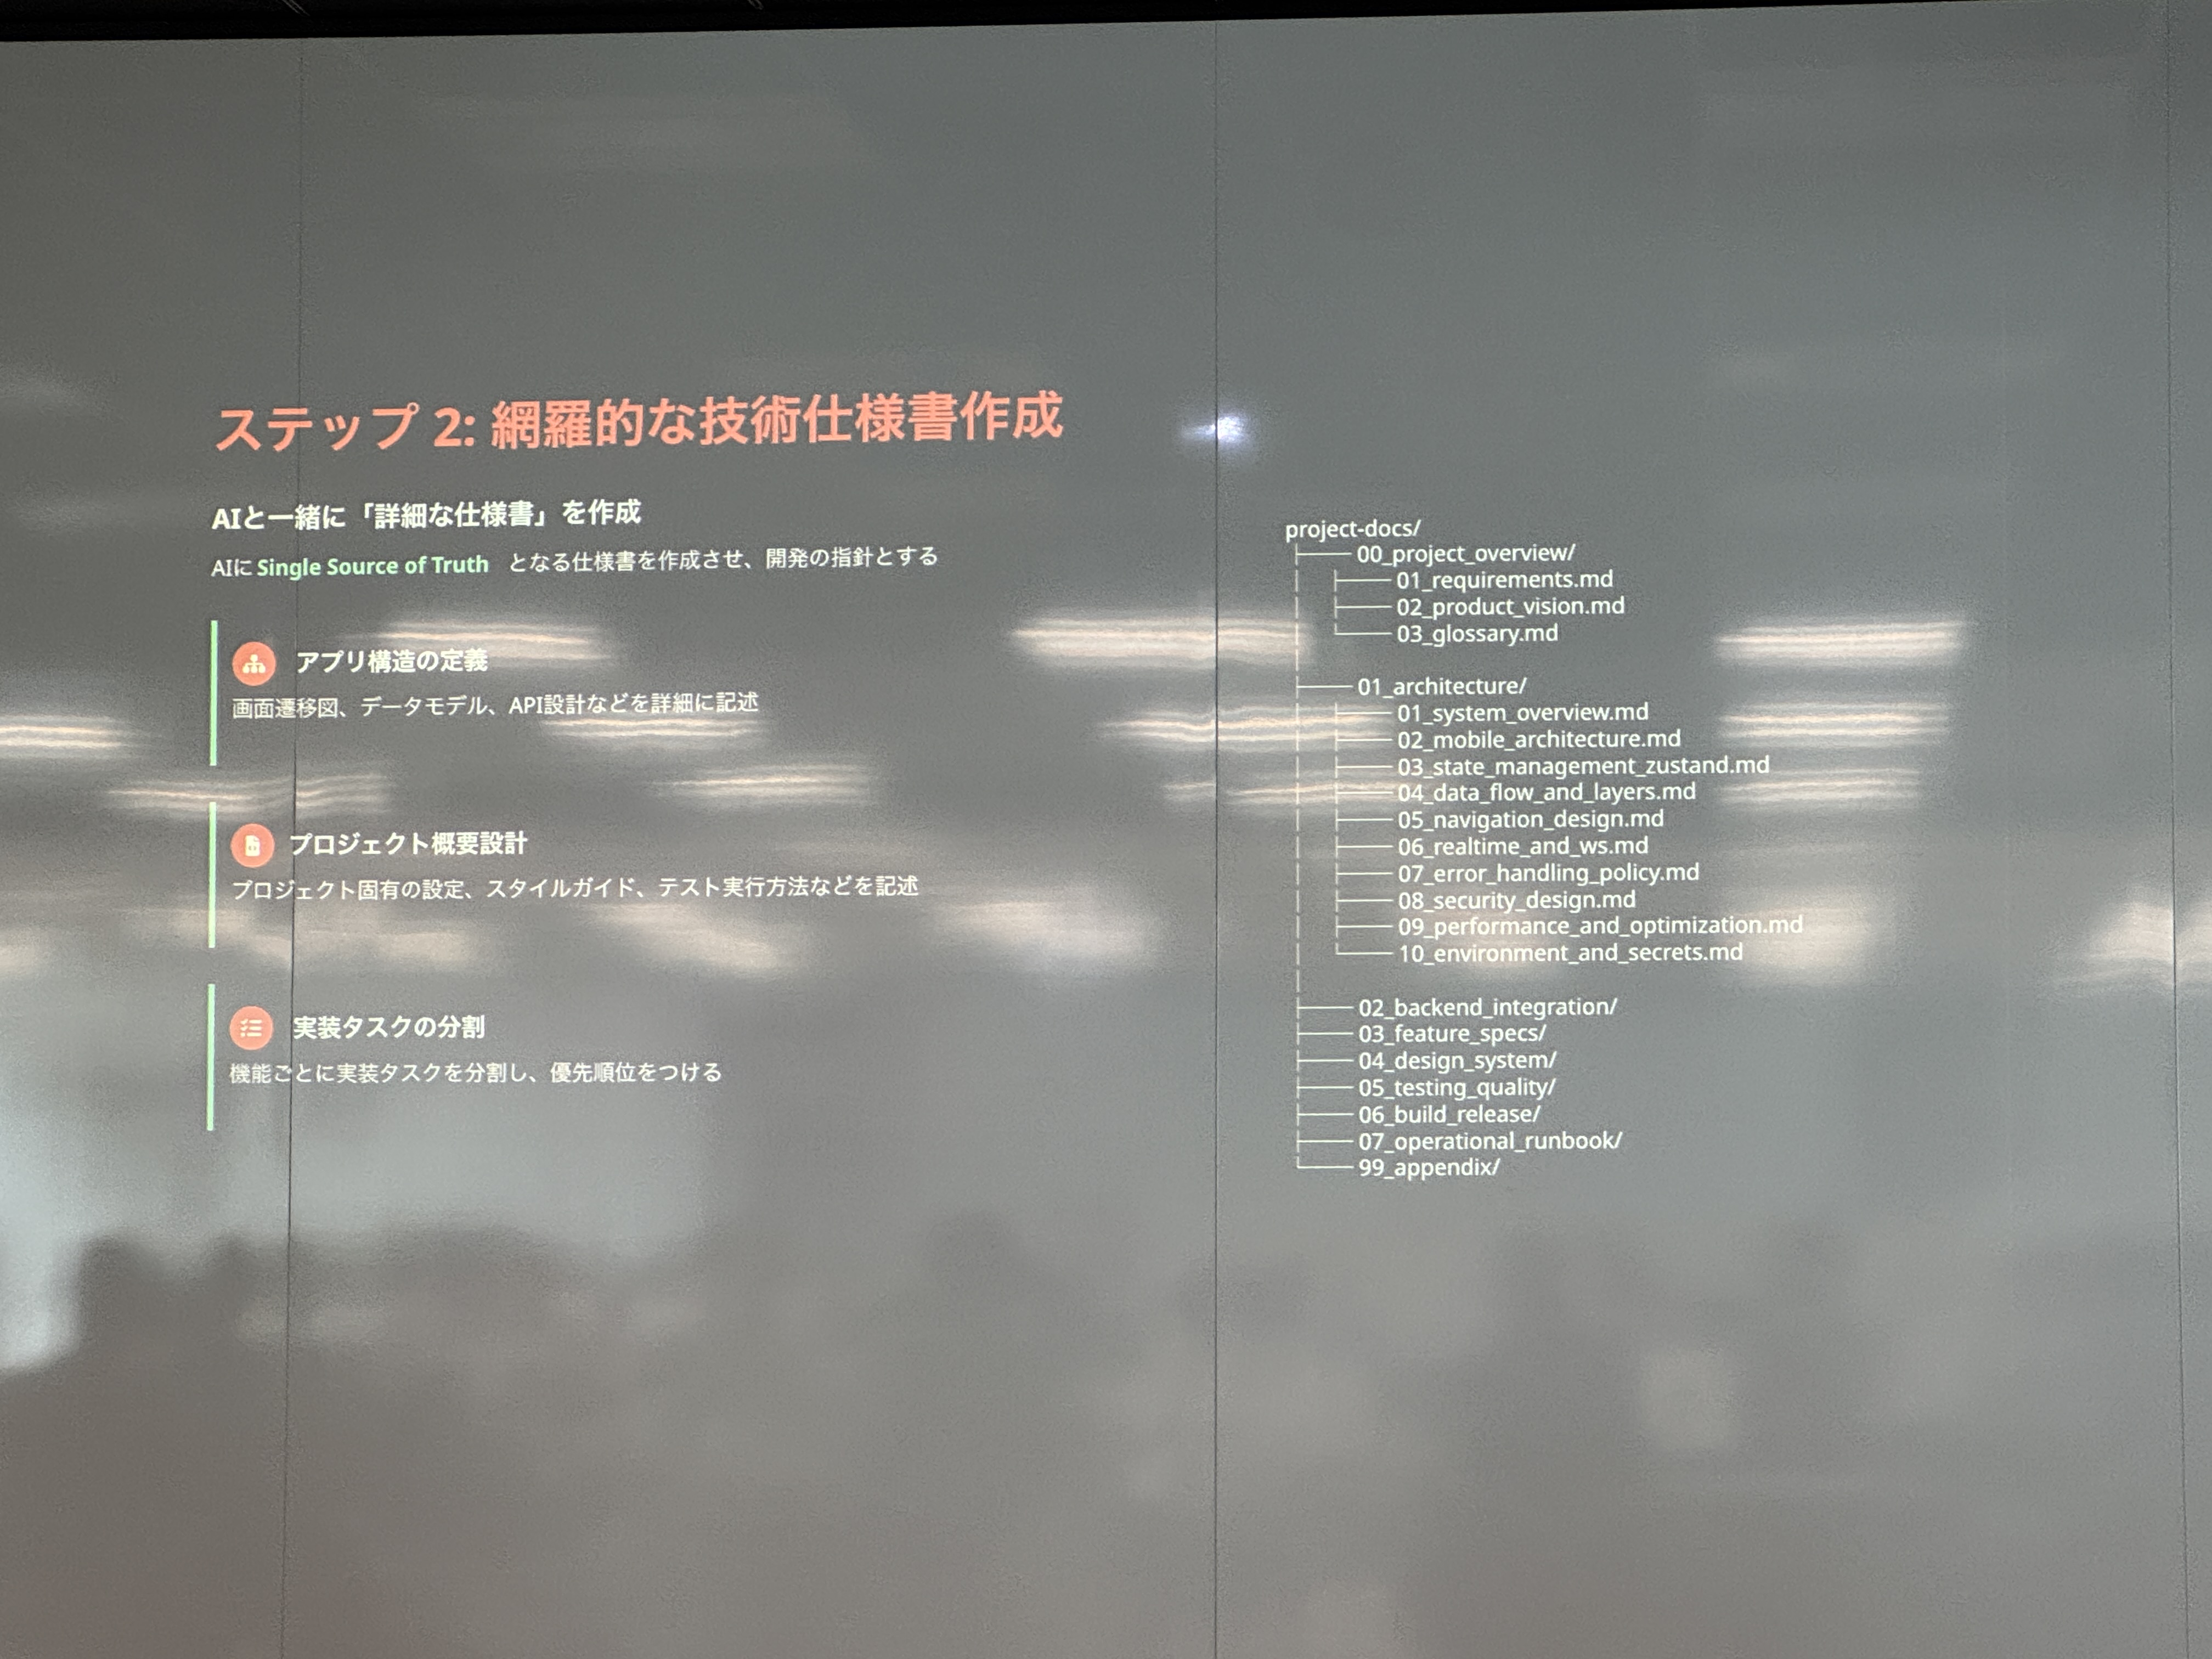 ステップ 2: 網羅的な技術仕様書作成
AIと一緒に「詳細な仕様書」を作成
AIに Single Source of Truth となる仕様書を作成させ、開発の指針とする
アプリ構造の定義
画面遷移図、データモデル、API設計などを詳細に記述
プロジェクト概要設計
プロジェクト固有の設定、スタイルガイド、テスト実行方法などを記述
実装タスクの分割
機能ごとに実装タスクを分割し、優先順位をつける
project-docs/
├── 00_project_overview/
│   ├── 01_requirements.md
│   ├── 02_product_vision.md
│   └── 03_glossary.md
├── 01_architecture/
│   ├── 01_system_overview.md
│   ├── 02_mobile_architecture.md
│   ├── 03_state_management_zustand.md
│   ├── 04_data_flow_and_layers.md
│   ├── 05_navigation_design.md
│   ├── 06_realtime_and_ws.md
│   ├── 07_error_handling_policy.md
│   ├── 08_security_design.md
│   ├── 09_performance_and_optimization.md
│   └── 10_environment_and_secrets.md
├── 02_backend_integration/
├── 03_feature_specs/
├── 04_design_system/
├── 05_testing_quality/
├── 06_build_release/
├── 07_operational_runbook/
└── 99_appendix/